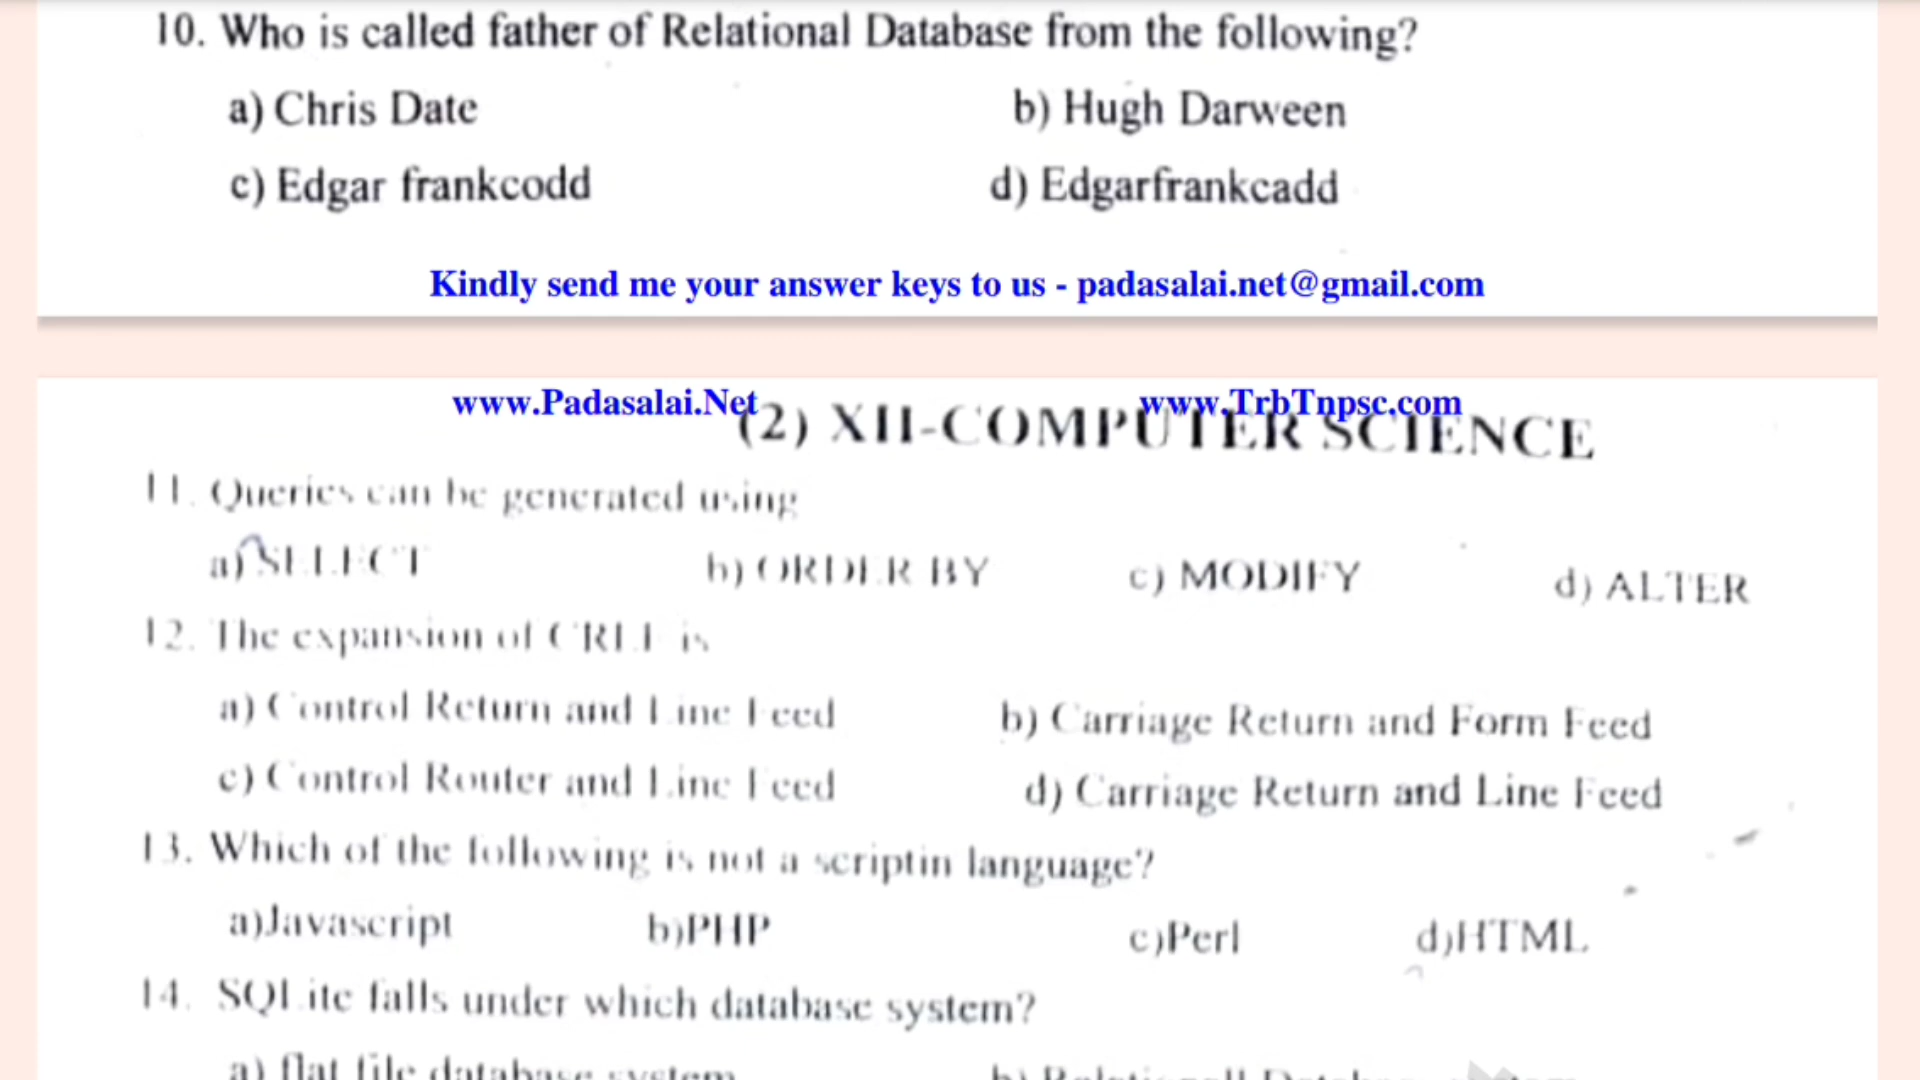 10. Who is called father of Relational Database from the following?
a) Chris Date b) Hugh Darween
c) Edgar frankcodd d) Edgarfrankcadd
Kindly send me your answer keys to us - padasalai.net@gmail.com
www.Padasalai.Net www.TrbTnpsc.com
(2) XII-COMPUTER SCIENCE
11. Queries can be generated using
a) SELECT b) ORDER BY c) MODIFY d) ALTER
12. The expansion of CRLF is
a) Control Return and Line Feed b) Carriage Return and Form Feed
c) Control Router and Line Feed d) Carriage Return and Line Feed
13. Which of the following is not a scriptin language?
a)Javascript b)PHP c)Perl d)HTML
14. SQLite falls under which database system?
a) flat file database system b)